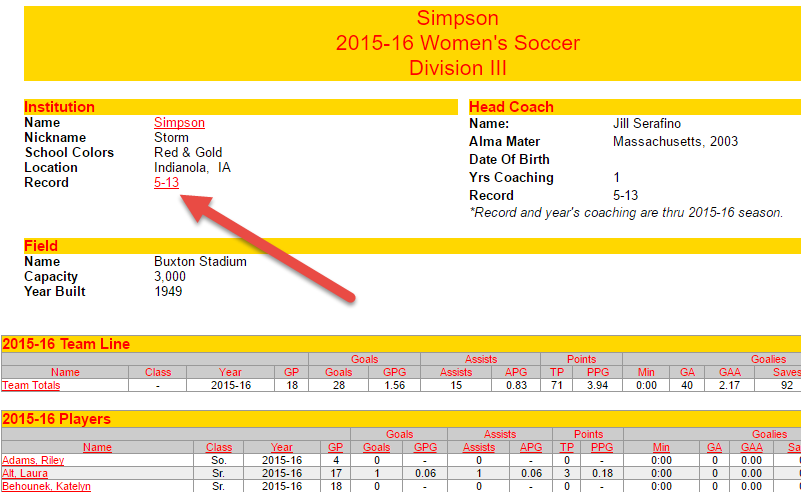 Simpson
2015-16 Women's Soccer
Division III
Institution
Name Simpson
Nickname Storm
School Colors Red & Gold
Location Indianola, IA
Record 5-13
Head Coach
Name: Jill Serafino
Alma Mater Massachusetts, 2003
Date Of Birth
Yrs Coaching 1
Record 5-13
*Record and year's coaching are thru 2015-16 season.
Field
Name Buxton Stadium
Capacity 3,000
Year Built 1949
2015-16 Team Line
Goals Assists Points Goalies
Name Class Year GP Goals GPG Assists APG TP PPG Min GA GAA Saves
Team Totals - 2015-16 18 28 1.56 15 0.83 71 3.94 0:00 40 2.17 92
2015-16 Players
Goals Assists Points Goalies
Name Class Year GP Goals GPG Assists APG TP PPG Min GA GAA Sa
Adams, Riley So. 2015-16 4 0 - 0 - 0 - 0:00 0 0.00
Alt, Laura Sr. 2015-16 17 1 0.06 1 0.06 3 0.18 0:00 0 0.00
Behounek, Katelyn Sr. 2015-16 18 0 - 0 - 0 - 0:00 0 0.00